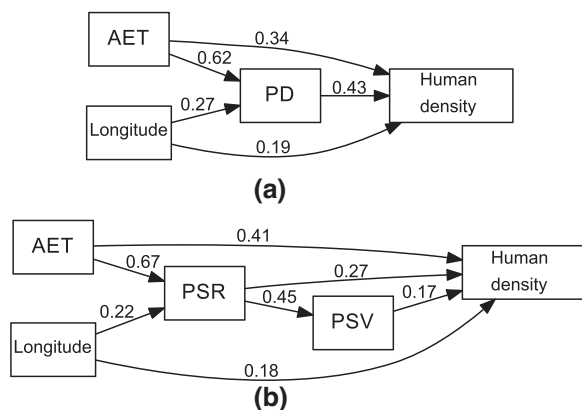 AET
0.34
0.62
Human
density
PD
0.43
0.27
Longitude
0.19
(a)
AET
0.41
0.67
Human
density
PSR
0.27
0.45
PSV
0.17
0.22
Longitude
0.18
(b)